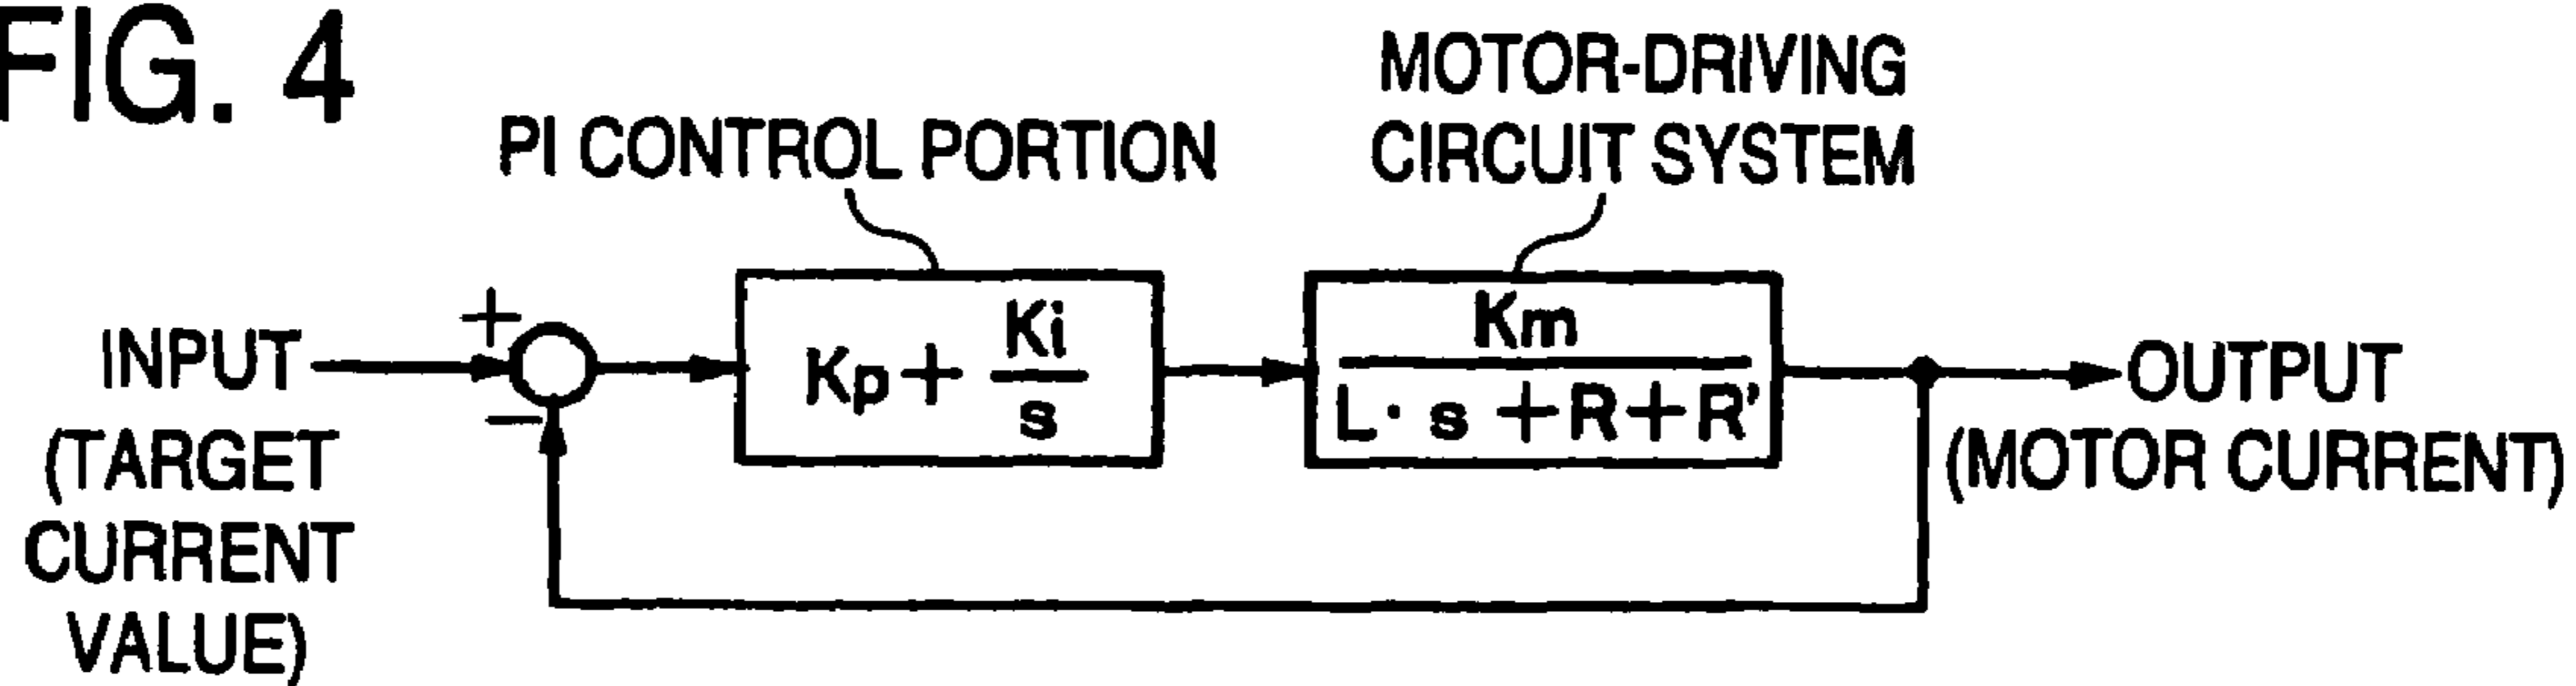 FIG. 4
PI CONTROL PORTION
MOTOR-DRIVING
CIRCUIT SYSTEM
INPUT
(TARGET
CURRENT
VALUE)
+
−
Kp+ Ki
s
Km
L· s +R+R'
OUTPUT
(MOTOR CURRENT)